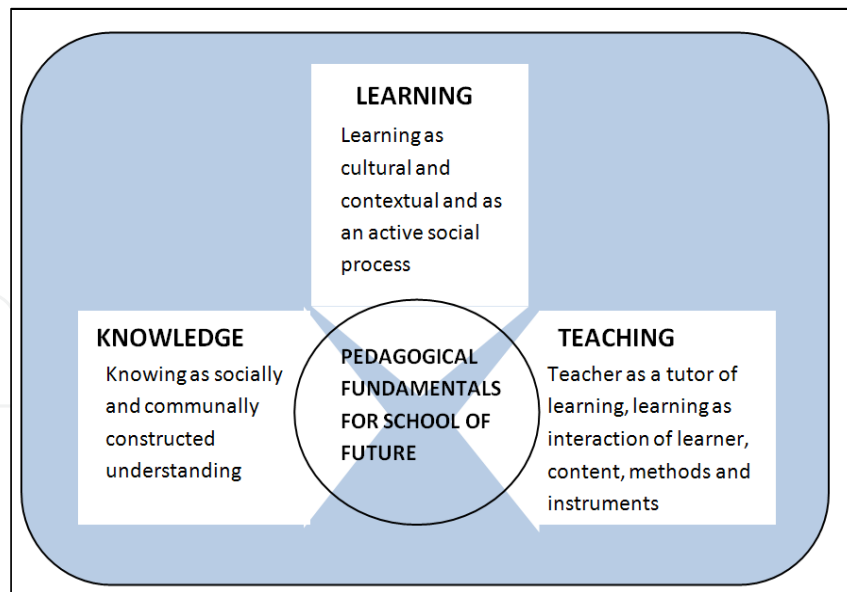 LEARNING
Learning as
cultural and
contextual and as
an active social
process
KNOWLEDGE
Knowing as socially
and communally
constructed
understanding
PEDAGOGICAL
FUNDAMENTALS
FOR SCHOOL OF
FUTURE
TEACHING
Teacher as a tutor of
learning, learning as
interaction of learner,
content, methods and
instruments